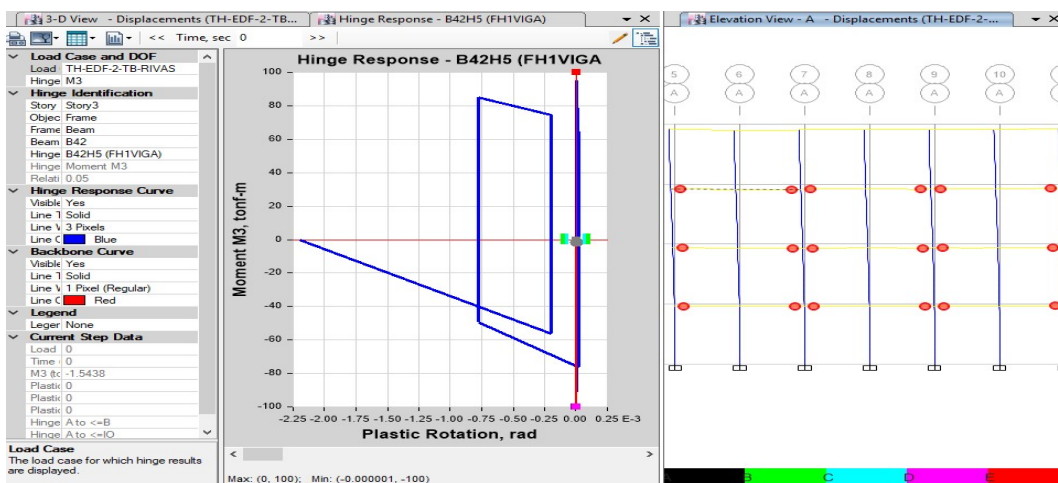 3-D View - Displacements (TH-EDF-2-TB...
Hinge Response - B42H5 (FH1VIGA)
Elevation View - A - Displacements (TH-EDF-2-...
<< Time, sec 0 >>
Load Case and DOF
Load TH-EDF-2-TB-RIVAS
Hinge M3
Hinge Identification
Story Story3
Objec Frame
Frame Beam
Beam B42
Hinge B42H5 (FH1VIGA)
Hinge Moment M3
Relati 0.05
Hinge Response Curve
Visible Yes
Line T Solid
Line V 3 Pixels
Line C Blue
Backbone Curve
Visible Yes
Line T Solid
Line V 1 Pixel (Regular)
Line C Red
Legend
Leger None
Current Step Data
Load 0
Time 0
M3 (tc -1.5438
Plastic 0
Plastic 0
Plastic 0
Hinge A to <=B
Hinge A to <=IO
Load Case
The load case for which hinge results
are displayed.
Hinge Response - B42H5 (FH1VIGA
Moment M3, tonf-m
100
80
60
40
20
0
-20
-40
-60
-80
-100
-2.25 -2.00 -1.75 -1.50 -1.25 -1.00 -0.75 -0.50 -0.25 0.00 0.25 E-3
Plastic Rotation, rad
Max: (0, 100); Min: (-0.000001, -100)
5 6 7 8 9 10
A A A A A A
B C D E